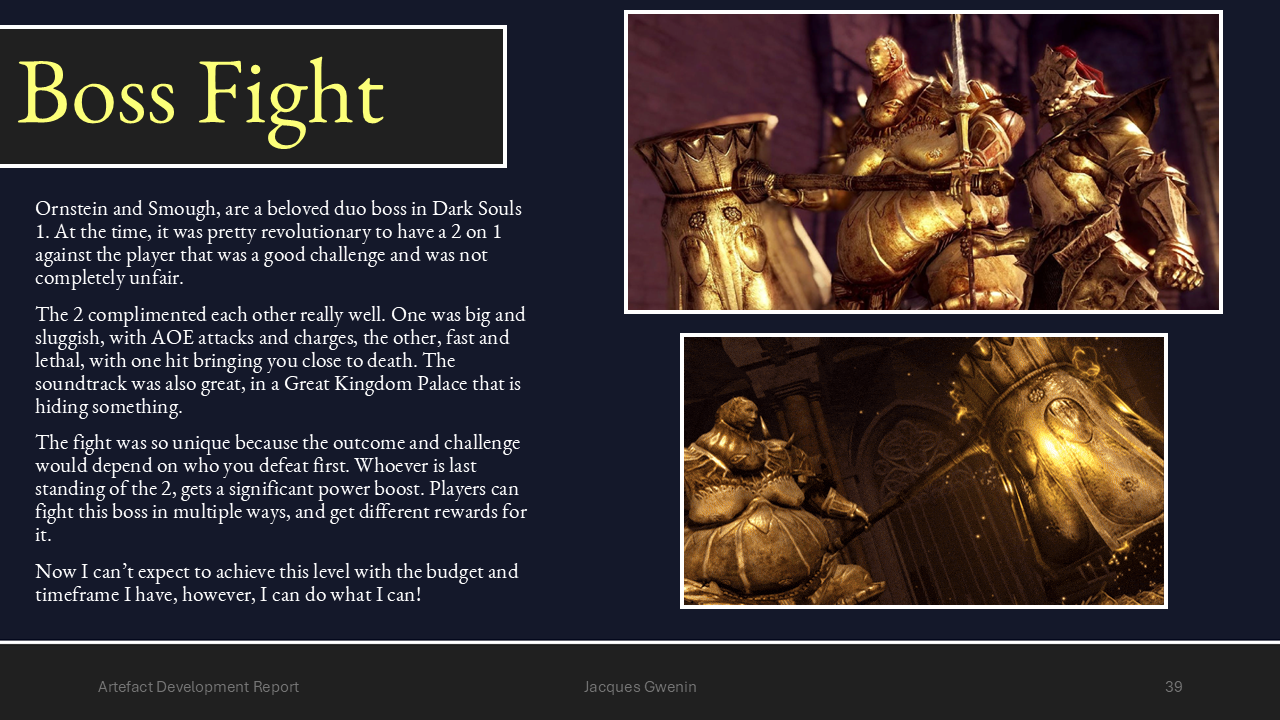 Boss Fight
Ornstein and Smough, are a beloved duo boss in Dark Souls
1. At the time, it was pretty revolutionary to have a 2 on 1
against the player that was a good challenge and was not
completely unfair.
The 2 complimented each other really well. One was big and
sluggish, with AOE attacks and charges, the other, fast and
lethal, with one hit bringing you close to death. The
soundtrack was also great, in a Great Kingdom Palace that is
hiding something.
The fight was so unique because the outcome and challenge
would depend on who you defeat first. Whoever is last
standing of the 2, gets a significant power boost. Players can
fight this boss in multiple ways, and get different rewards for
it.
Now I can’t expect to achieve this level with the budget and
timeframe I have, however, I can do what I can!
Artefact Development Report
Jacques Gwenin
39